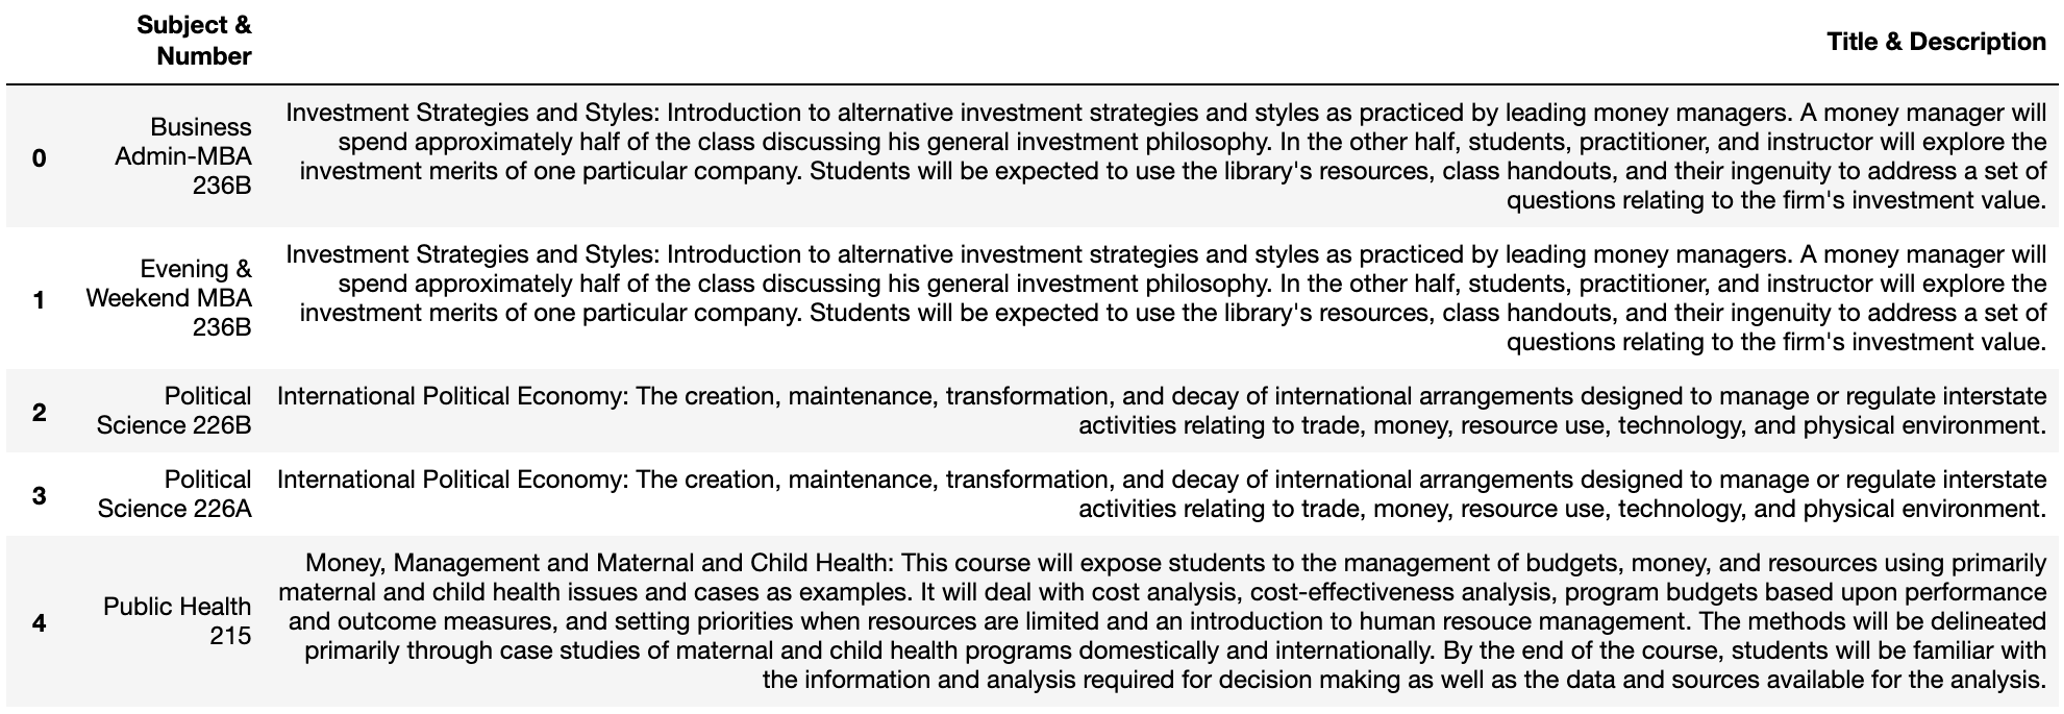 Subject & Number
Title & Description
0
Business Admin-MBA 236B
Investment Strategies and Styles: Introduction to alternative investment strategies and styles as practiced by leading money managers. A money manager will
spend approximately half of the class discussing his general investment philosophy. In the other half, students, practitioner, and instructor will explore the
investment merits of one particular company. Students will be expected to use the library's resources, class handouts, and their ingenuity to address a set of
questions relating to the firm's investment value.
1
Evening & Weekend MBA 236B
Investment Strategies and Styles: Introduction to alternative investment strategies and styles as practiced by leading money managers. A money manager will
spend approximately half of the class discussing his general investment philosophy. In the other half, students, practitioner, and instructor will explore the
investment merits of one particular company. Students will be expected to use the library's resources, class handouts, and their ingenuity to address a set of
questions relating to the firm's investment value.
2
Political Science 226B
International Political Economy: The creation, maintenance, transformation, and decay of international arrangements designed to manage or regulate interstate
activities relating to trade, money, resource use, technology, and physical environment.
3
Political Science 226A
International Political Economy: The creation, maintenance, transformation, and decay of international arrangements designed to manage or regulate interstate
activities relating to trade, money, resource use, technology, and physical environment.
4
Public Health 215
Money, Management and Maternal and Child Health: This course will expose students to the management of budgets, money, and resources using primarily
maternal and child health issues and cases as examples. It will deal with cost analysis, cost-effectiveness analysis, program budgets based upon performance
and outcome measures, and setting priorities when resources are limited and an introduction to human resouce management. The methods will be delineated
primarily through case studies of maternal and child health programs domestically and internationally. By the end of the course, students will be familiar with
the information and analysis required for decision making as well as the data and sources available for the analysis.